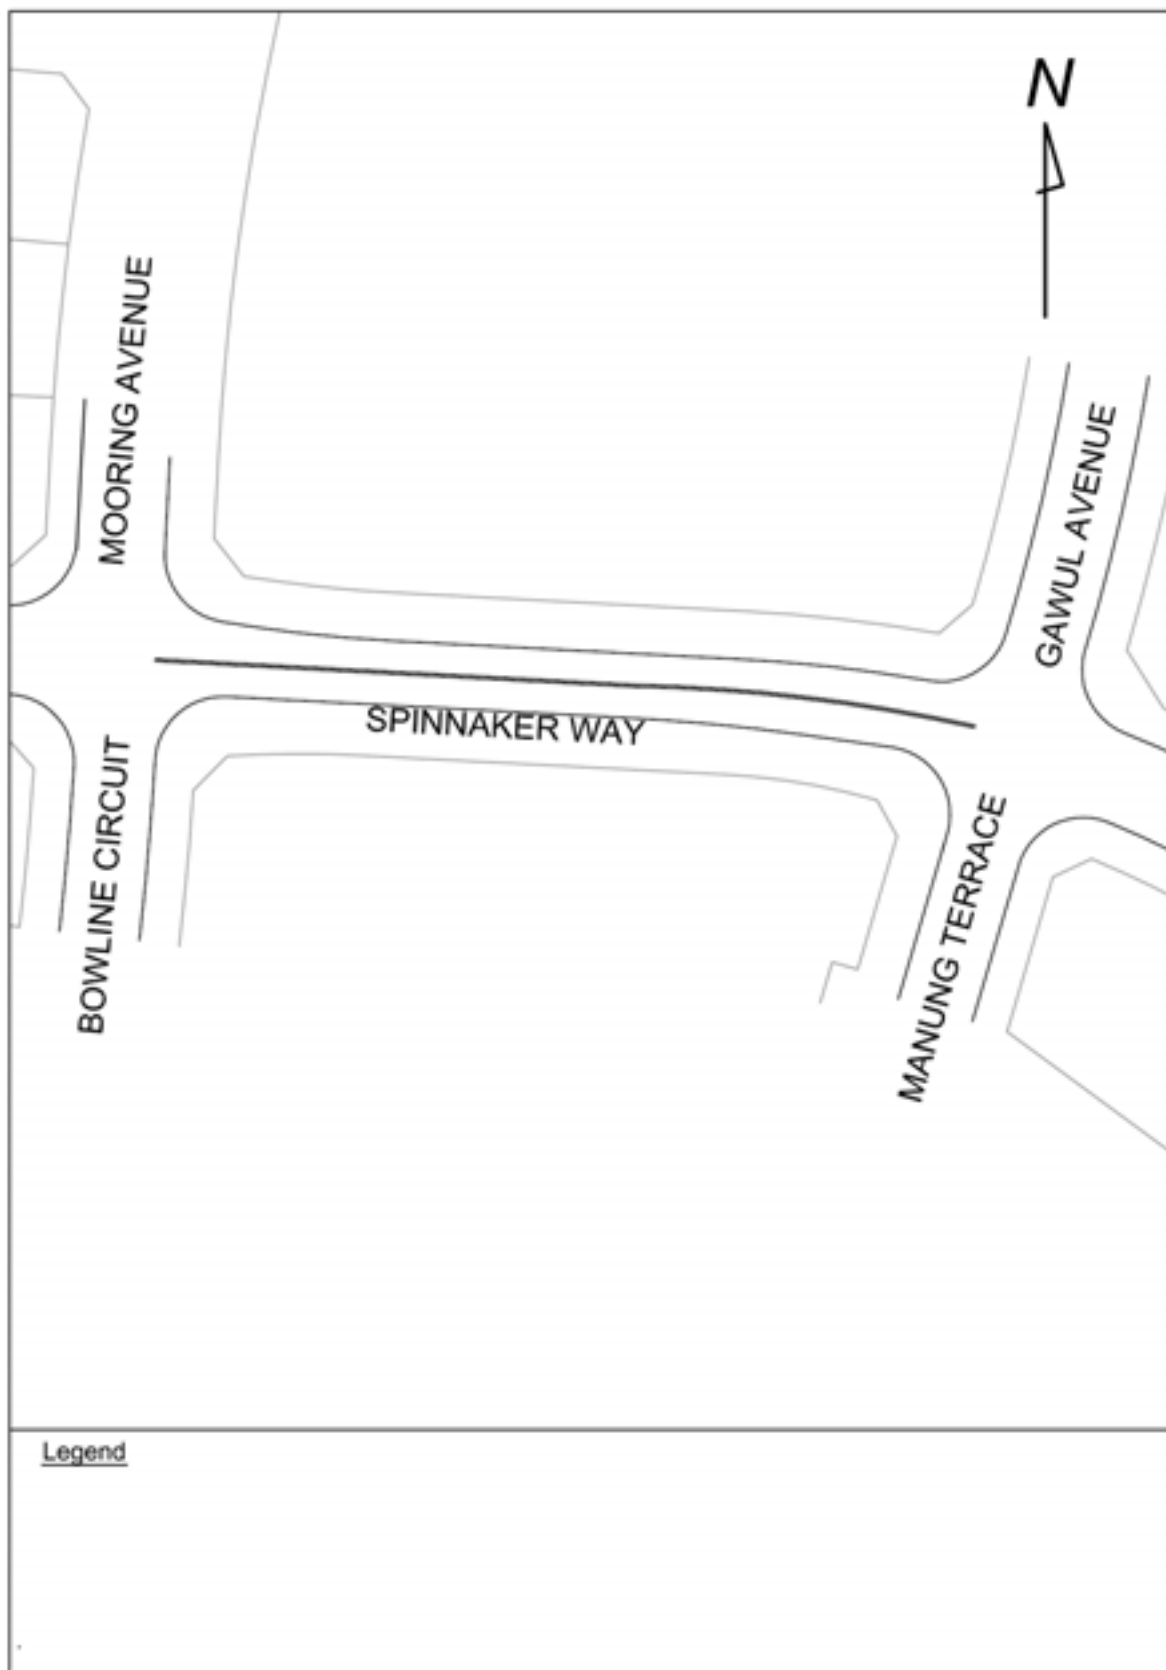 N
MOORING AVENUE
GAWUL AVENUE
SPINNAKER WAY
BOWLINE CIRCUIT
MANUNG TERRACE
Legend